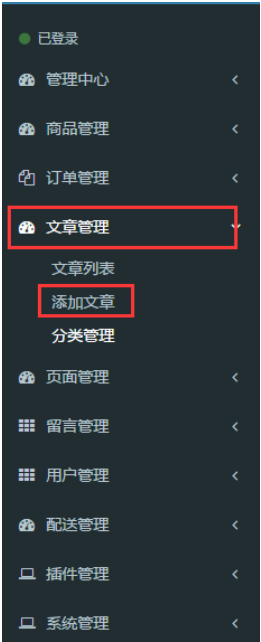 已登录
管理中心
商品管理
订单管理
文章管理
文章列表
添加文章
分类管理
页面管理
留言管理
用户管理
配送管理
插件管理
系统管理